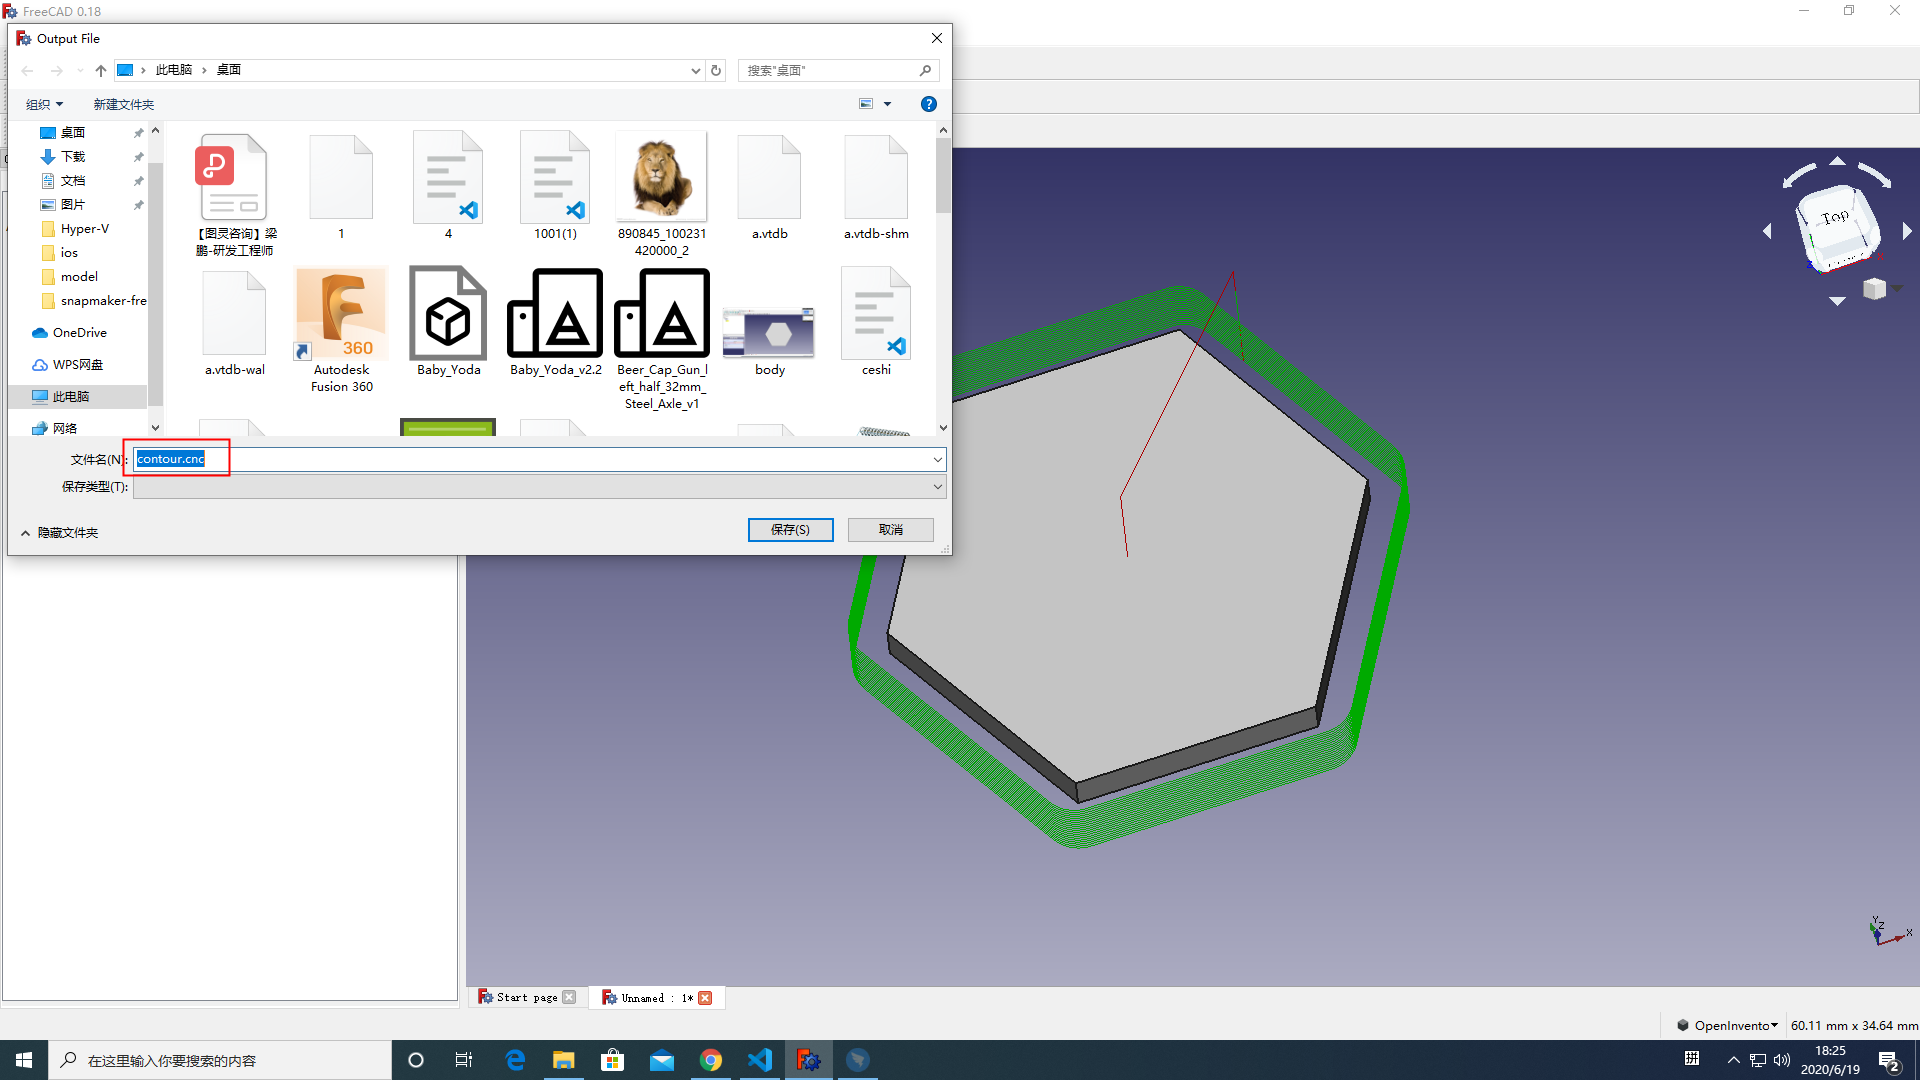 FreeCAD 0.18
Output File
此电脑 › 桌面
搜索"桌面"
组织
新建文件夹
桌面
下载
文档
图片
Hyper-V
ios
model
snapmaker-fre
OneDrive
WPS网盘
此电脑
网络
【图灵咨询】梁
鹏-研发工程师
1
4
1001(1)
890845_100231
420000_2
a.vtdb
a.vtdb-shm
a.vtdb-wal
360
Autodesk
Fusion 360
Baby_Yoda
Baby_Yoda_v2.2
Beer_Cap_Gun_l
eft_half_32mm_
Steel_Axle_v1
body
ceshi
文件名(N):
contour.cnc
保存类型(T):
隐藏文件夹
保存(S)
取消
Top
Y
Z
X
Start page
Unnamed : 1*
OpenInvento
60.11 mm x 34.64 mm
在这里输入你要搜索的内容
拼
18:25
2020/6/19
2